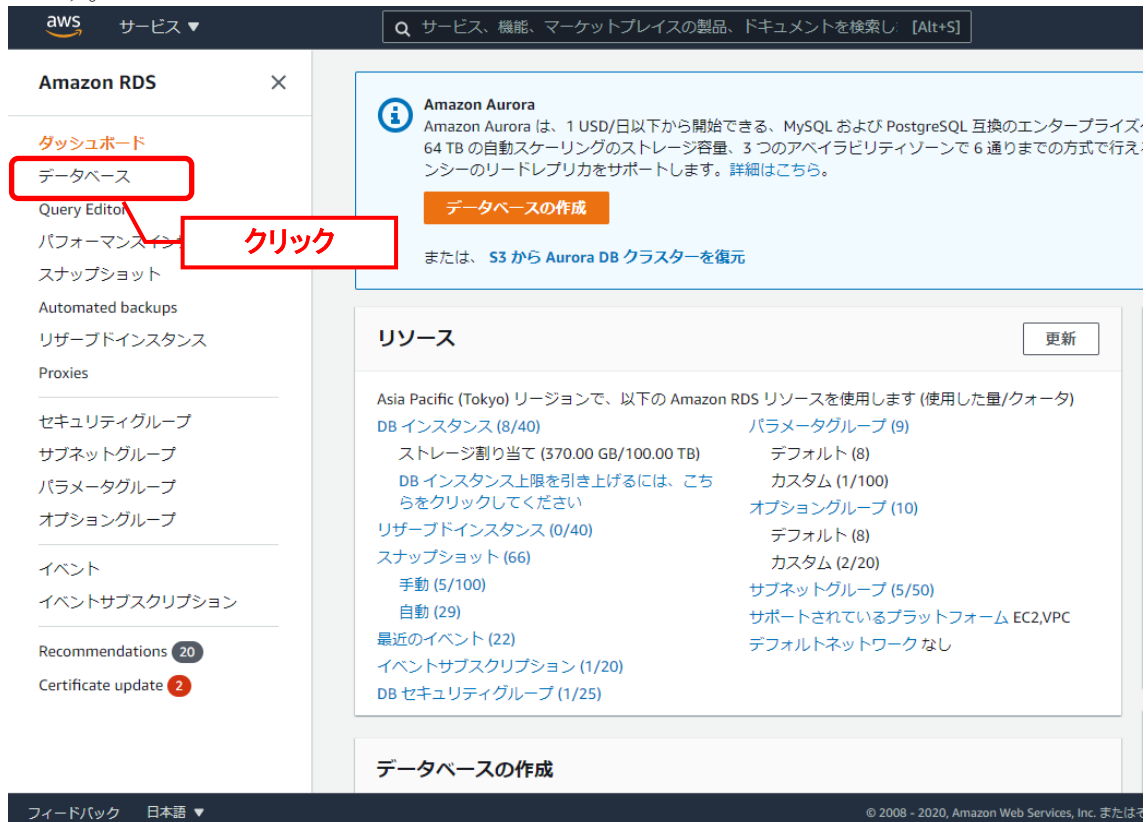 aws
サービス ▼
サービス、機能、マーケットプレイスの製品、ドキュメントを検索し [Alt+S]
Amazon RDS
ダッシュボード
データベース
Query Editor
パフォーマンスイン
クリック
スナップショット
Automated backups
リザーブドインスタンス
Proxies
セキュリティグループ
サブネットグループ
パラメータグループ
オプショングループ
イベント
イベントサブスクリプション
Recommendations 20
Certificate update 2
Amazon Aurora
Amazon Aurora は、1 USD/日以下から開始できる、MySQL および PostgreSQL 互換のエンタープライズ
64 TB の自動スケーリングのストレージ容量、3 つのアベイラビリティゾーンで 6 通りまでの方式で行え
ンシーのリードレプリカをサポートします。詳細はこちら。
データベースの作成
または、 S3 から Aurora DB クラスターを復元
リソース
更新
Asia Pacific (Tokyo) リージョンで、以下の Amazon RDS リソースを使用します (使用した量/クォータ)
DB インスタンス (8/40)
ストレージ割り当て (370.00 GB/100.00 TB)
DB インスタンス上限を引き上げるには、こち
らをクリックしてください
リザーブドインスタンス (0/40)
スナップショット (66)
手動 (5/100)
自動 (29)
最近のイベント (22)
イベントサブスクリプション (1/20)
DB セキュリティグループ (1/25)
パラメータグループ (9)
デフォルト (8)
カスタム (1/100)
オプショングループ (10)
デフォルト (8)
カスタム (2/20)
サブネットグループ (5/50)
サポートされているプラットフォーム EC2,VPC
デフォルトネットワーク なし
データベースの作成
フィードバック
日本語 ▼
© 2008 - 2020, Amazon Web Services, Inc. または